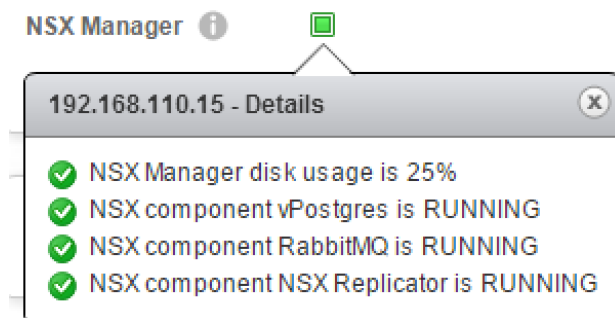 NSX Manager
192.168.110.15 - Details
NSX Manager disk usage is 25%
NSX component vPostgres is RUNNING
NSX component RabbitMQ is RUNNING
NSX component NSX Replicator is RUNNING